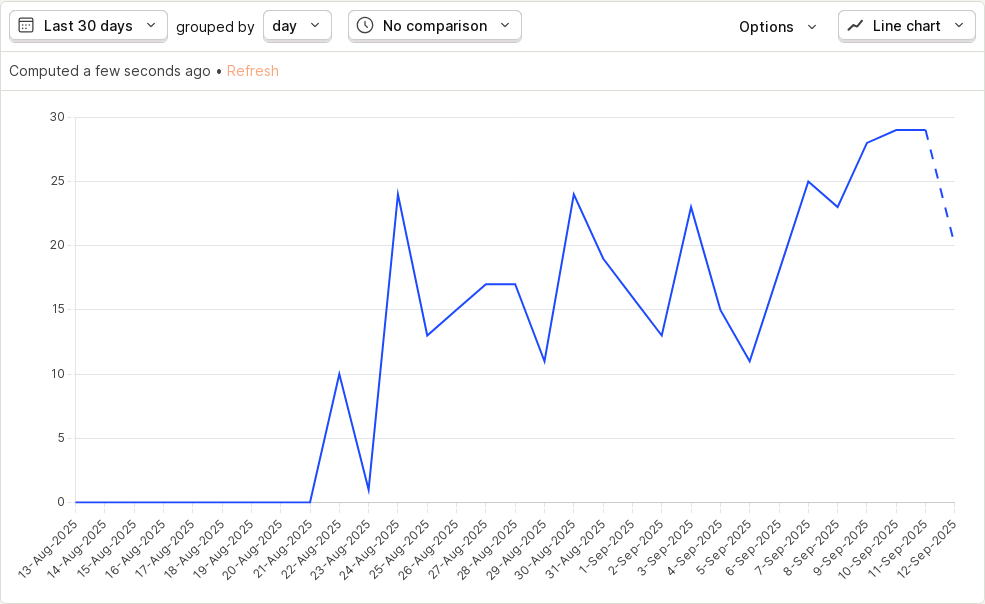 Last 30 days grouped by day No comparison Options Line chart
Computed a few seconds ago • Refresh
30
25
20
15
10
5
0
13-Aug-2025
14-Aug-2025
15-Aug-2025
16-Aug-2025
17-Aug-2025
18-Aug-2025
19-Aug-2025
20-Aug-2025
21-Aug-2025
22-Aug-2025
23-Aug-2025
24-Aug-2025
25-Aug-2025
26-Aug-2025
27-Aug-2025
28-Aug-2025
29-Aug-2025
30-Aug-2025
31-Aug-2025
1-Sep-2025
2-Sep-2025
3-Sep-2025
4-Sep-2025
5-Sep-2025
6-Sep-2025
7-Sep-2025
8-Sep-2025
9-Sep-2025
10-Sep-2025
11-Sep-2025
12-Sep-2025